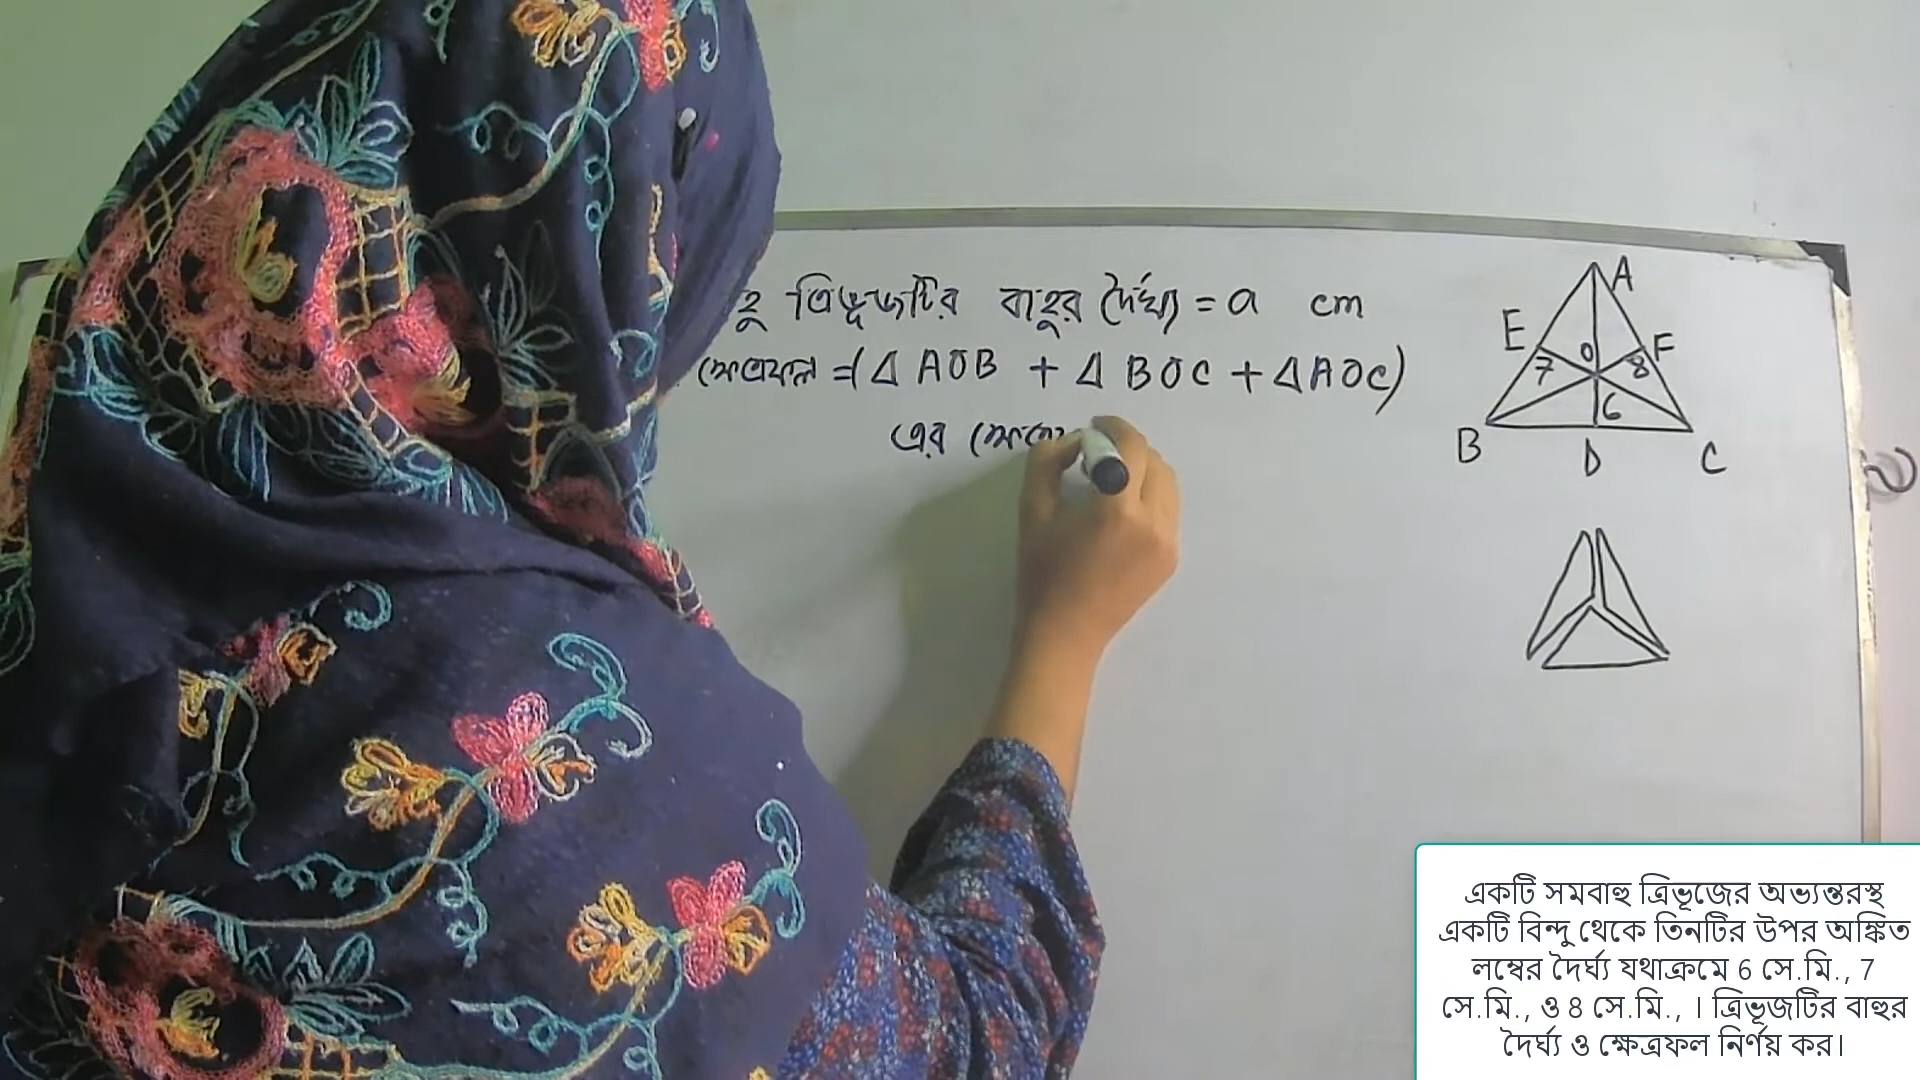 ত্রিভূজটির বাহুর দৈর্ঘ্য = a cm
ক্ষেত্রফল = (Δ AOB + Δ BOC + Δ AOC)
এর
A
E
F
7
O
8
6
B
D
C
একটি সমবাহু ত্রিভূজের অভ্যন্তরস্থ
একটি বিন্দু থেকে তিনটির উপর অঙ্কিত
লম্বের দৈর্ঘ্য যথাক্রমে 6 সে.মি., 7
সে.মি., ও 8 সে.মি., । ত্রিভূজটির বাহুর
দৈর্ঘ্য ও ক্ষেত্রফল নির্ণয় কর।